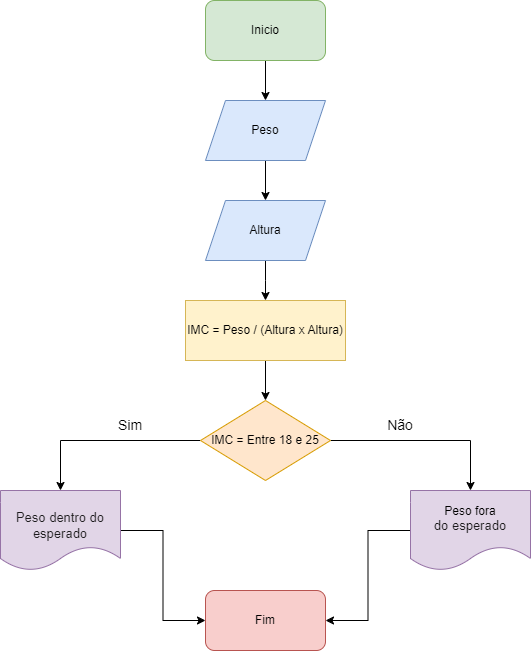 Inicio
Peso
Altura
IMC = Peso / (Altura x Altura)
IMC = Entre 18 e 25
Sim
Não
Peso dentro do
esperado
Peso fora
do esperado
Fim